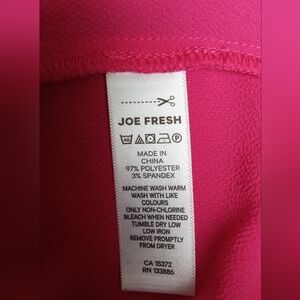 JOE FRESH
MADE IN
CHINA
97% POLYESTER
3% SPANDEX
MACHINE WASH WARM
WASH WITH LIKE
COLOURS
ONLY NON-CHLORINE
BLEACH WHEN NEEDED
TUMBLE DRY LOW
LOW IRON
REMOVE PROMPTLY
FROM DRYER
CA 15372
RN 133886